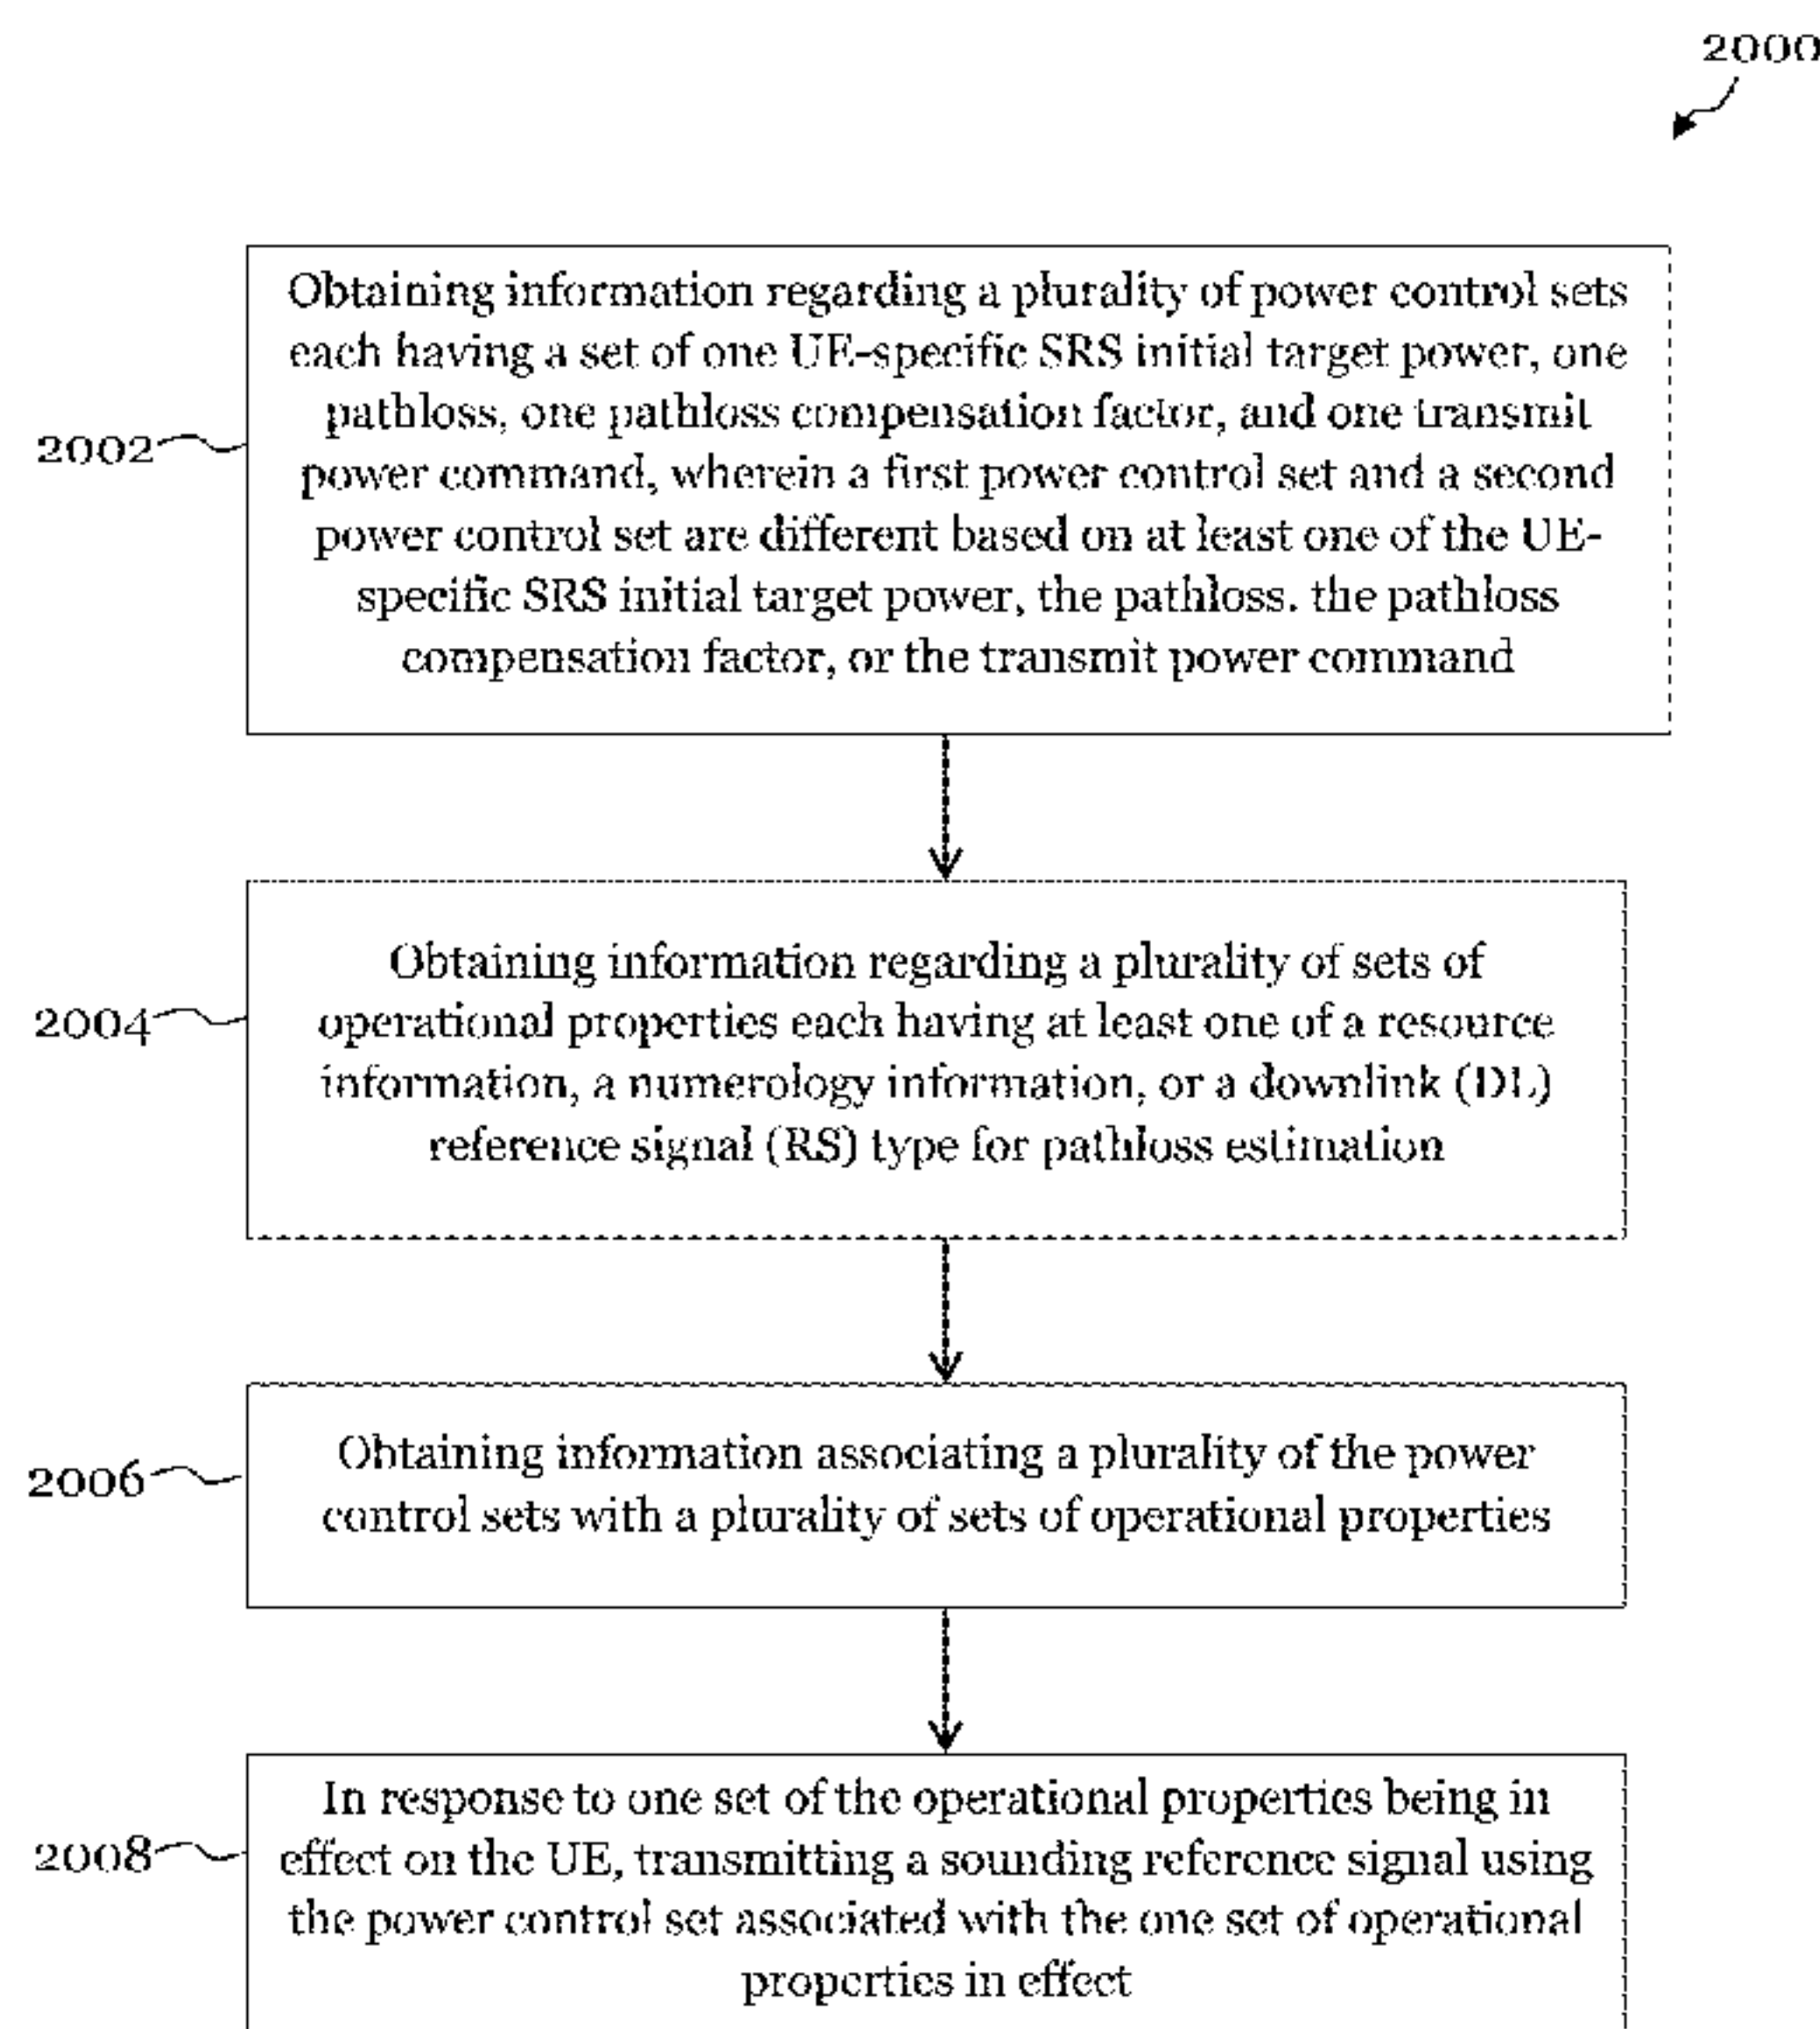 2000
Obtaining information regarding a plurality of power control sets
each having a set of one UE-specific SRS initial target power, one
pathloss, one pathloss compensation factor, and one transmit
2002
power command, wherein a first power control set and a second
power control set are different based on at least one of the UE-
specific SRS initial target power, the pathloss. the pathloss
compensation factor, or the transmit power command
Obtaining information regarding a plurality of sets of
2004
operational properties each having at least one of a resource
information, a numerology information, or a downlink (DL)
reference signal (RS) type for pathloss estimation
2006
Obtaining information associating a plurality of the power
control sets with a plurality of sets of operational properties
In response to one set of the operational properties being in
2008
effect on the UE, transmitting a sounding reference signal using
the power control set associated with the one set of operational
properties in effect